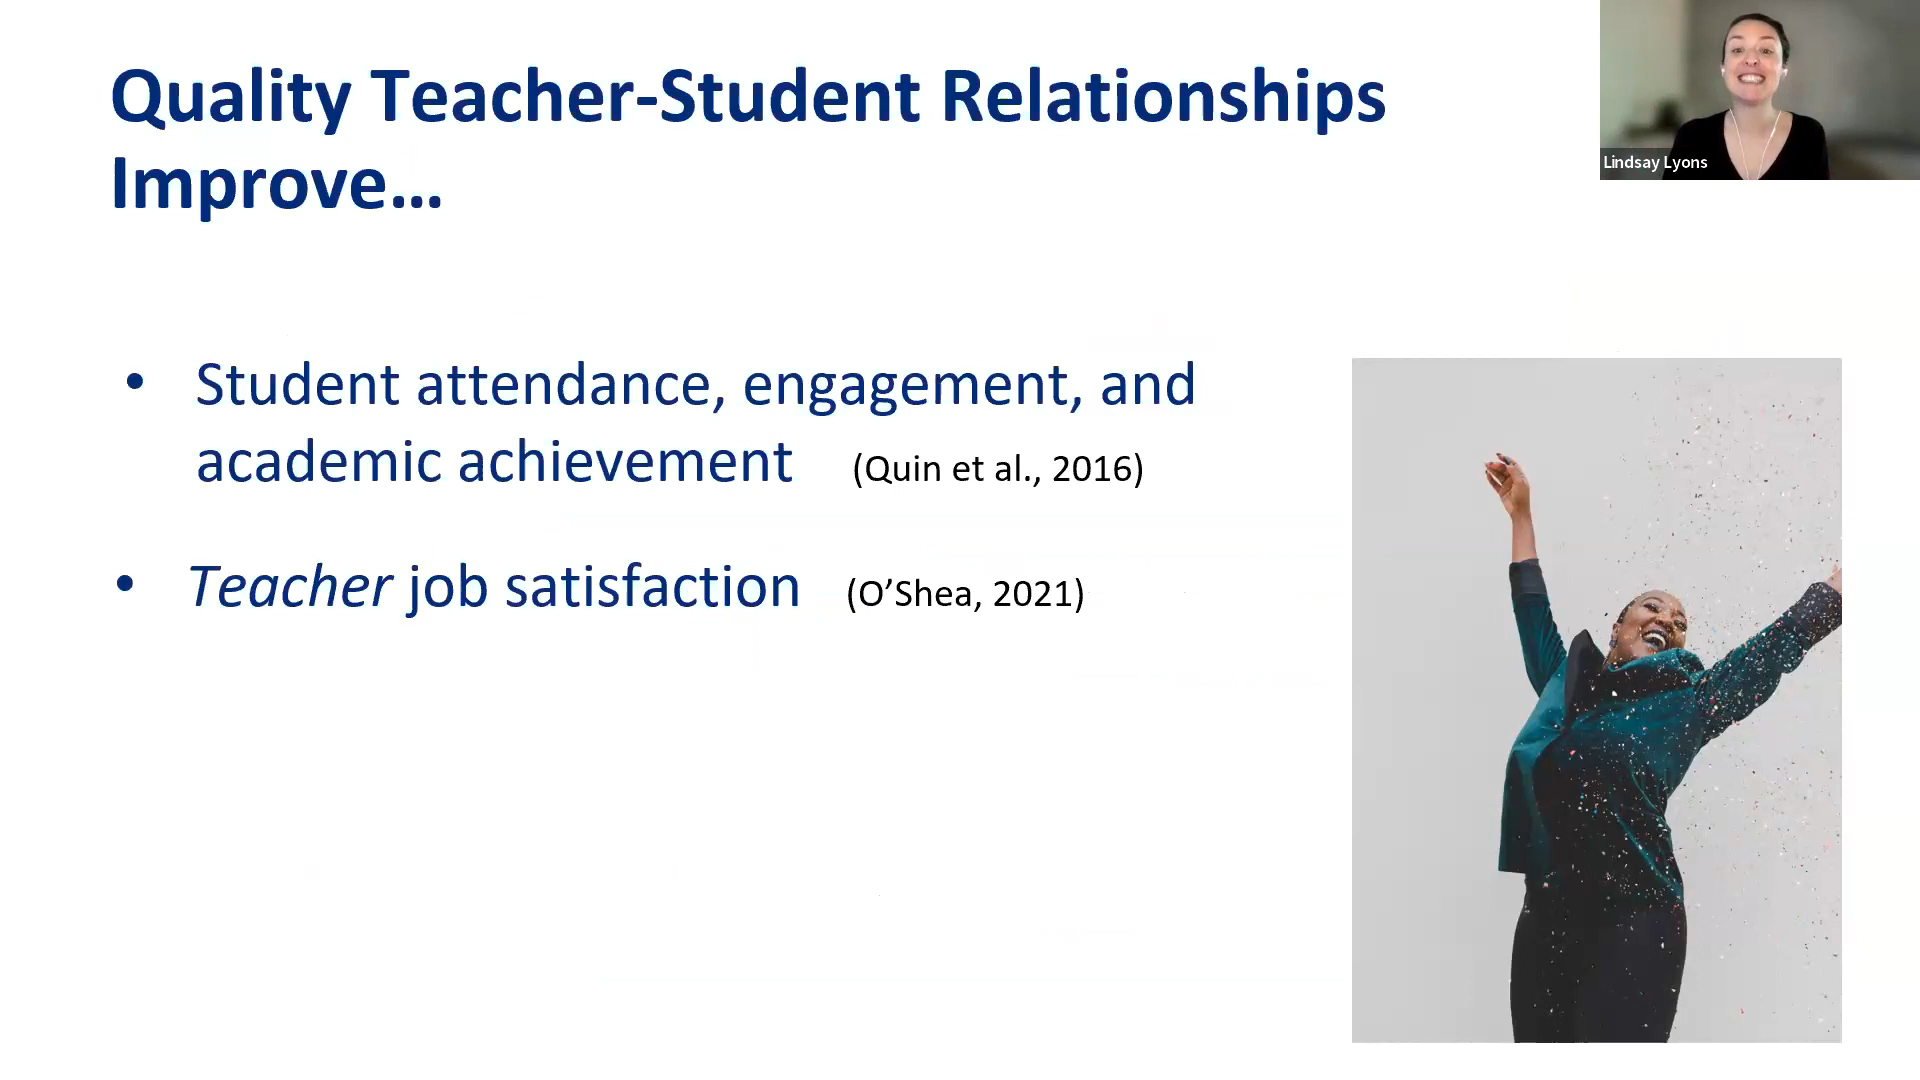 Quality Teacher-Student Relationships
Improve...
Lindsay Lyons
• Student attendance, engagement, and
academic achievement (Quin et al., 2016)
• Teacher job satisfaction (O’Shea, 2021)